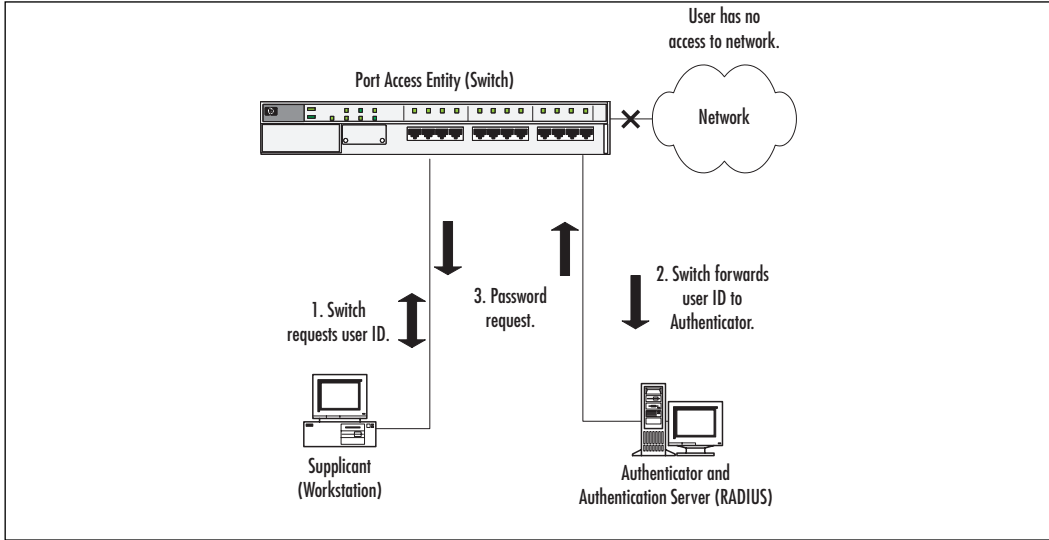 User has no
access to network.
Port Access Entity (Switch)
Network
1. Switch
requests user ID.
3. Password
request.
2. Switch forwards
user ID to
Authenticator.
Supplicant
(Workstation)
Authenticator and
Authentication Server (RADIUS)